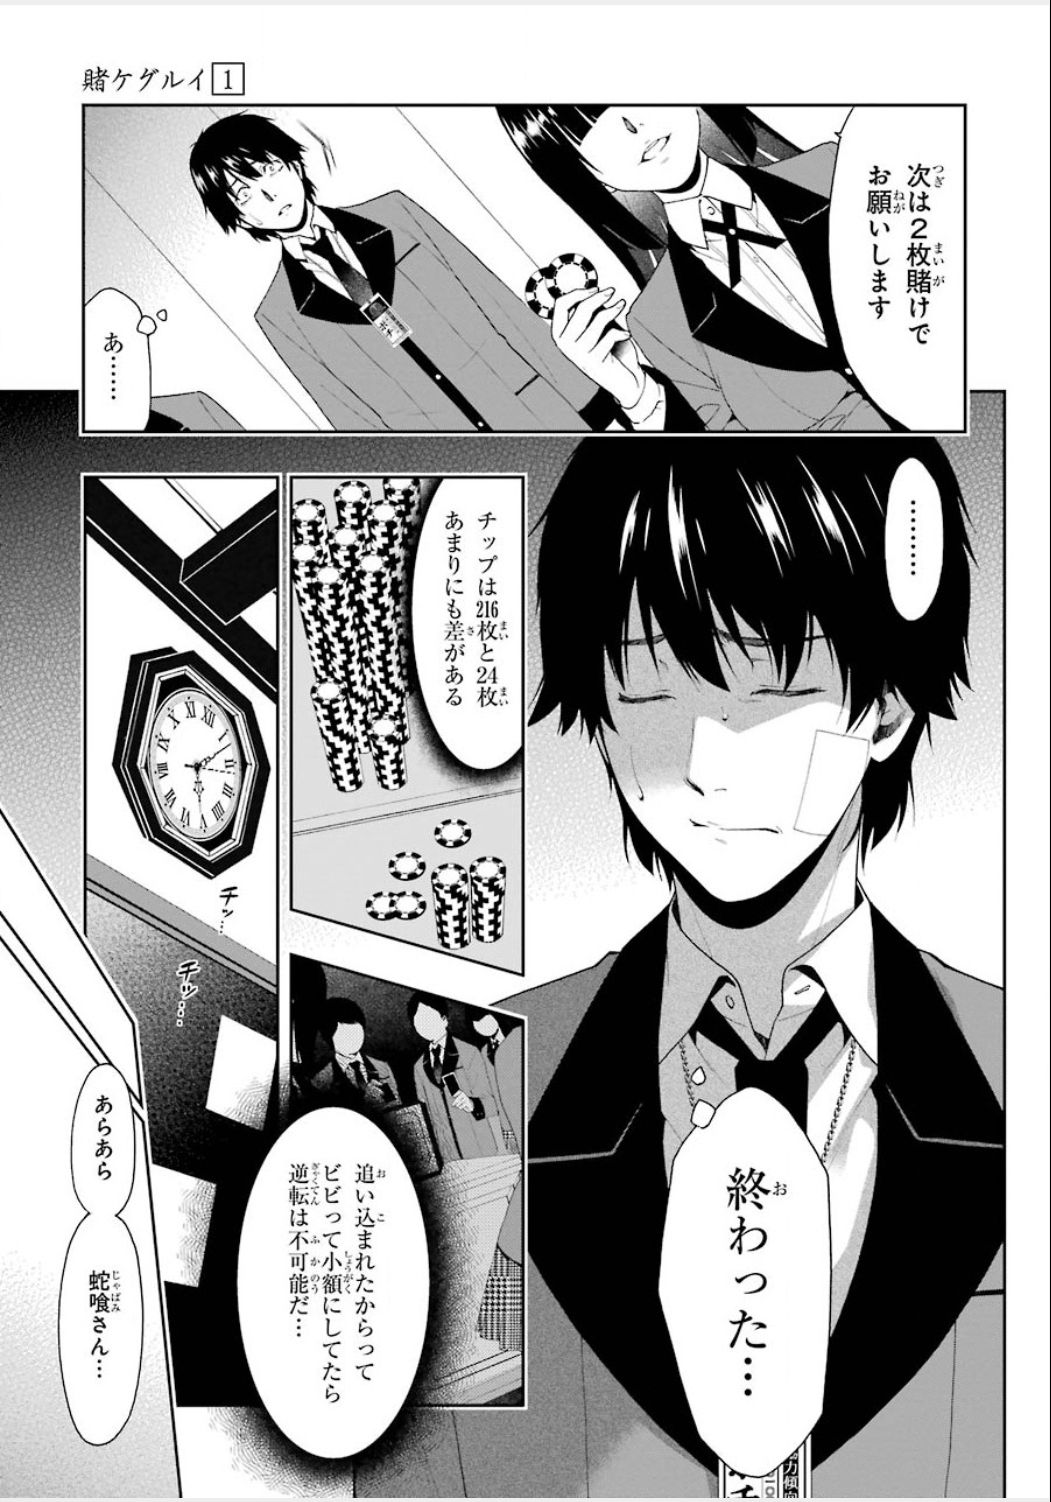 賭ケグルイ 1
次は2枚賭けで
お願いします
あ……
………
終わった…
チップは216枚と24枚
あまりにも差がある
チッ…
チッ…
追い込まれたからって
ビビって小額にしてたら
逆転は不可能だ…
あらあら
蛇喰さん…
ポチ